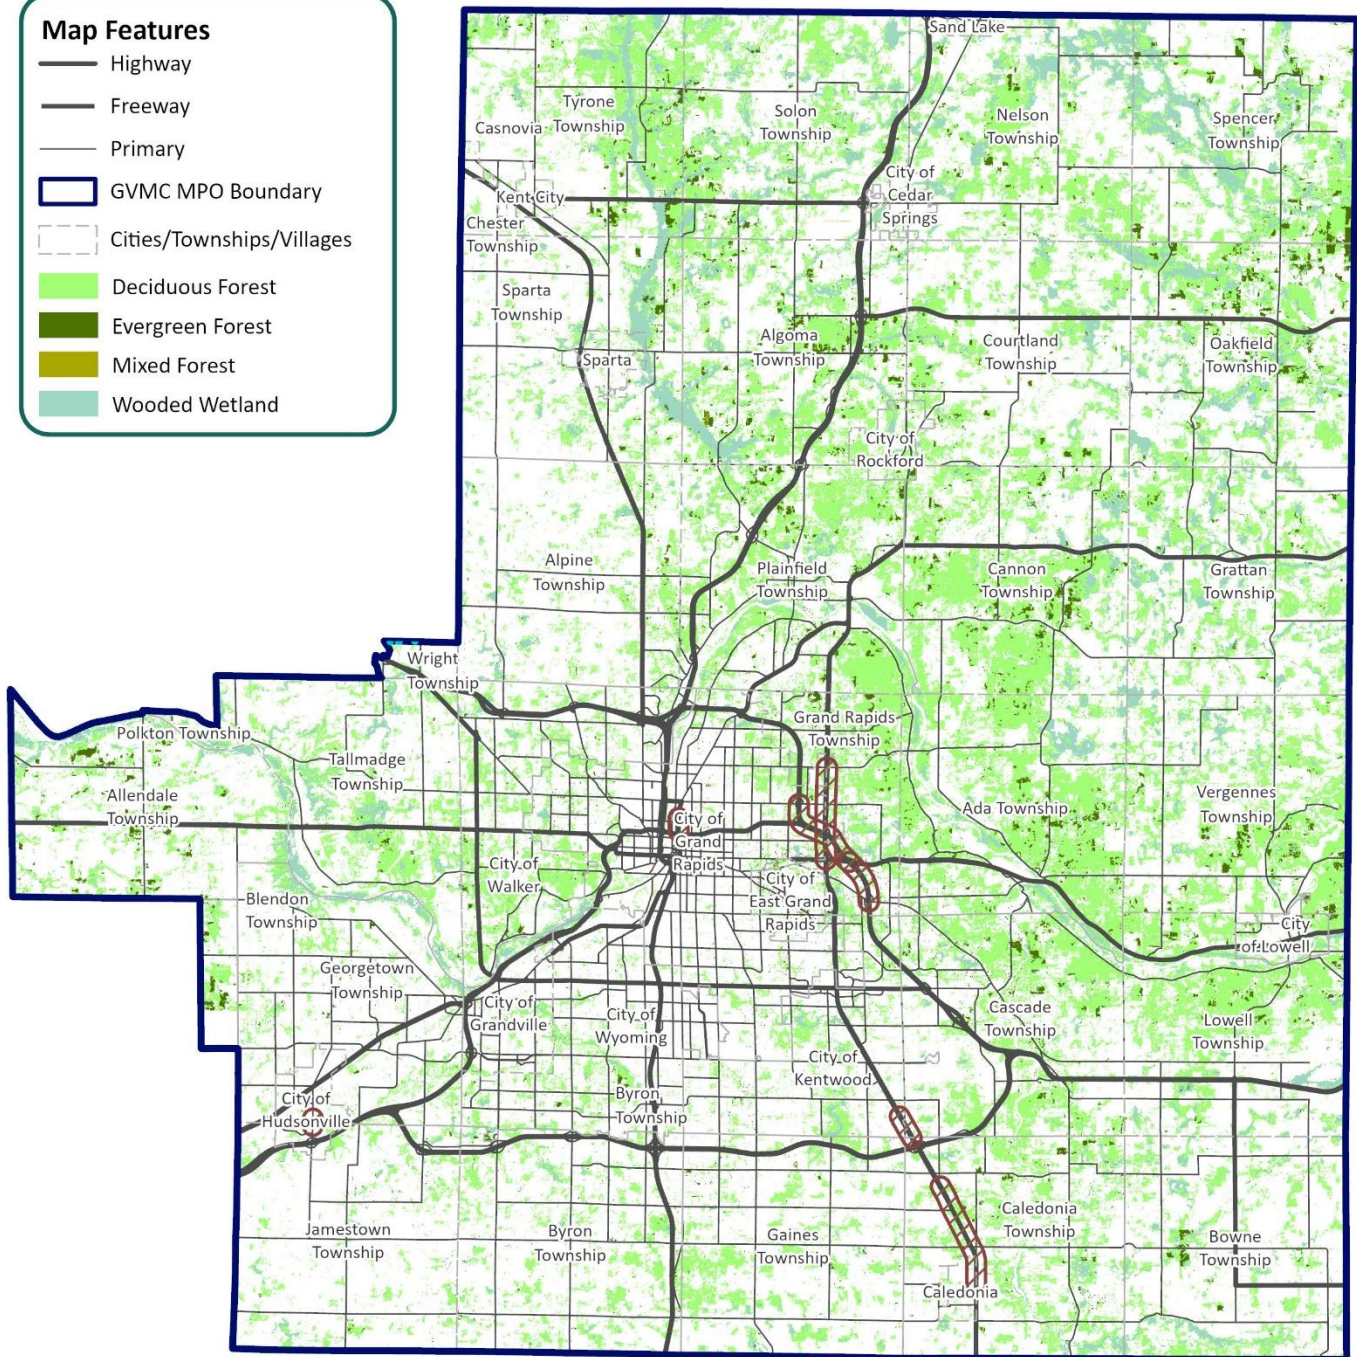 Map Features
Highway
Freeway
Primary
GVMC MPO Boundary
Cities/Townships/Villages
Deciduous Forest
Evergreen Forest
Mixed Forest
Wooded Wetland
Sand Lake
Tyrone
Township
Casnovia
Solon
Township
Nelson
Township
Spencer
Township
City of
Cedar
Springs
Kent City
Chester
Township
Sparta
Township
Sparta
Algoma
Township
Courtland
Township
Oakfield
Township
City of
Rockford
Alpine
Township
Plainfield
Township
Cannon
Township
Grattan
Township
Wright
Township
Polkton Township
Tallmadge
Township
Allendale
Township
Grand Rapids
Township
Ada Township
Vergennes
Township
City of
Grand
Rapids
City of
Walker
City of
East Grand
Rapids
Blendon
Township
City
of Lowell
Georgetown
Township
City of
Grandville
City of
Wyoming
Cascade
Township
Lowell
Township
City of
Kentwood
City of
Hudsonville
Byron
Township
Jamestown
Township
Byron
Township
Gaines
Township
Caledonia
Township
Bowne
Township
Caledonia